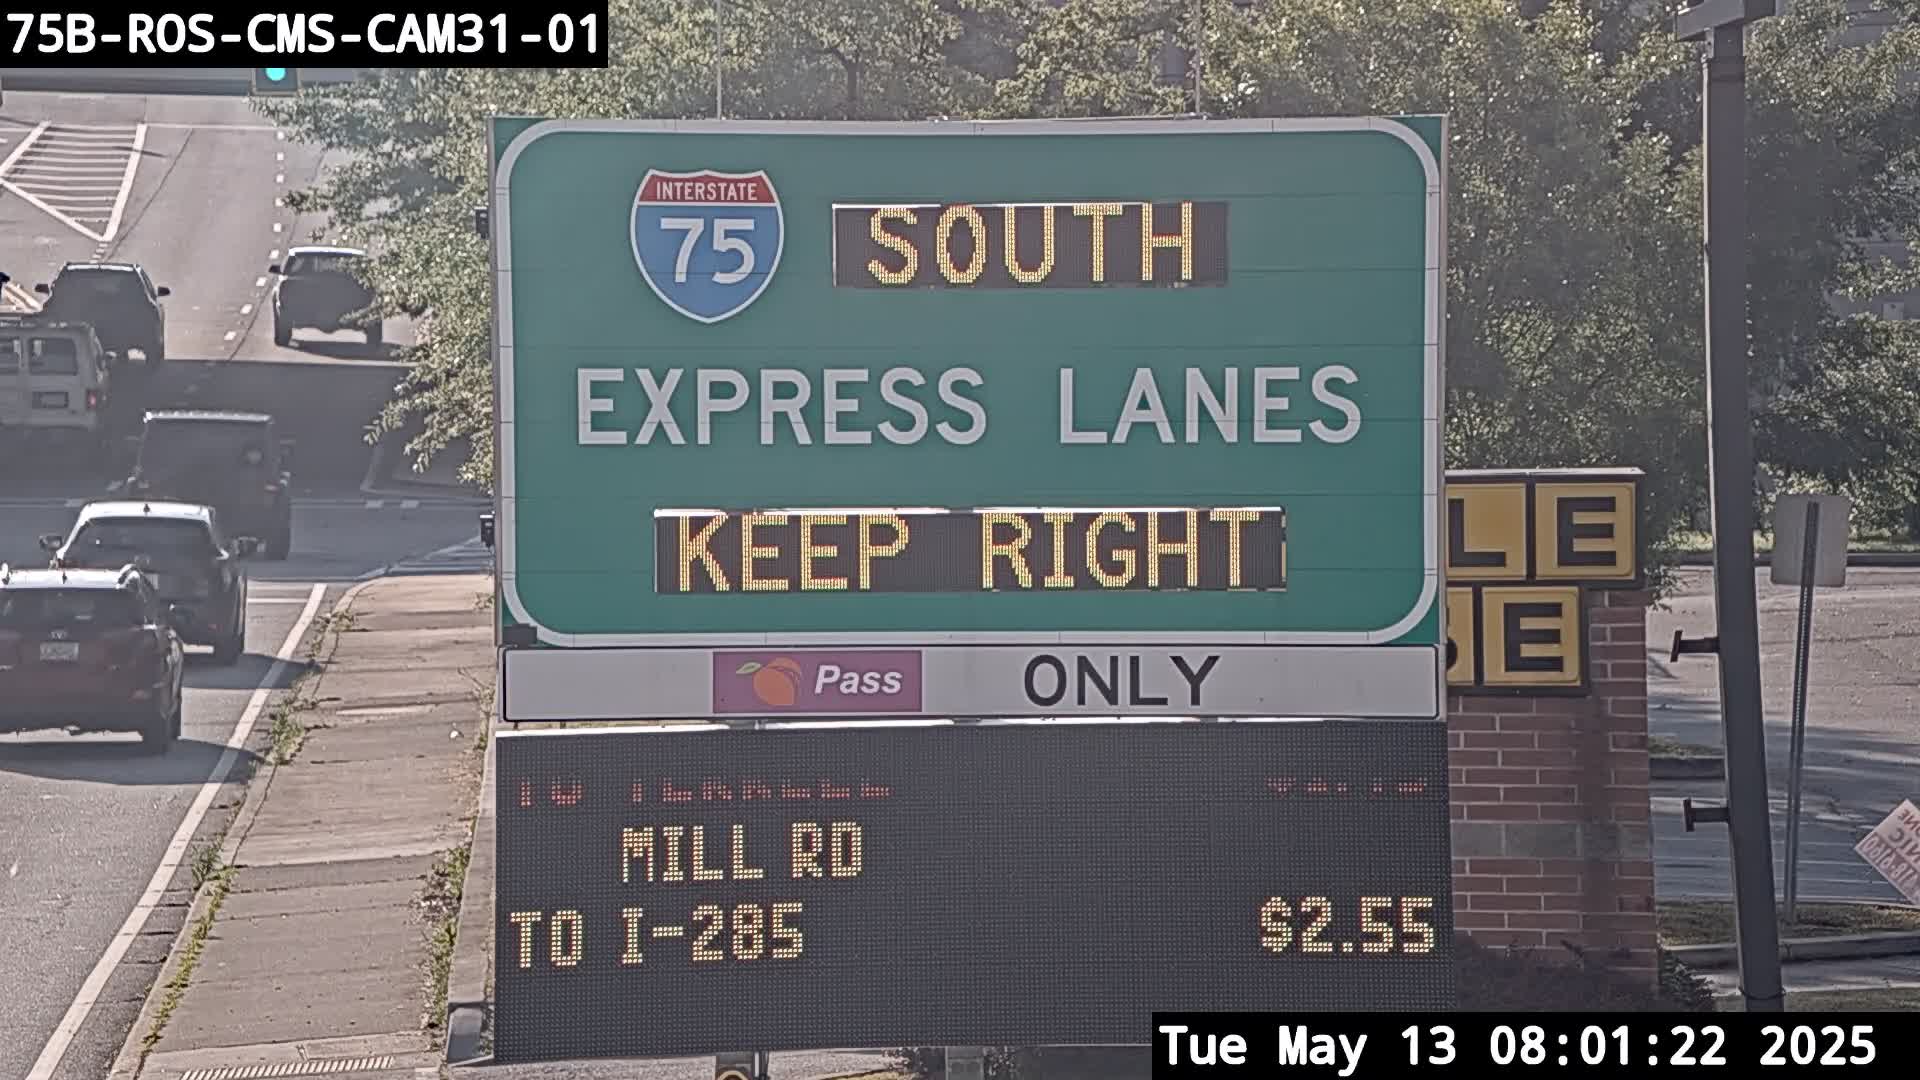 75B-ROS-CMS-CAM31-01
INTERSTATE
75
SOUTH
EXPRESS LANES
KEEP RIGHT
Pass ONLY
LE
E
MILL RD
TO I-285 $2.55
Tue May 13 08:01:22 2025